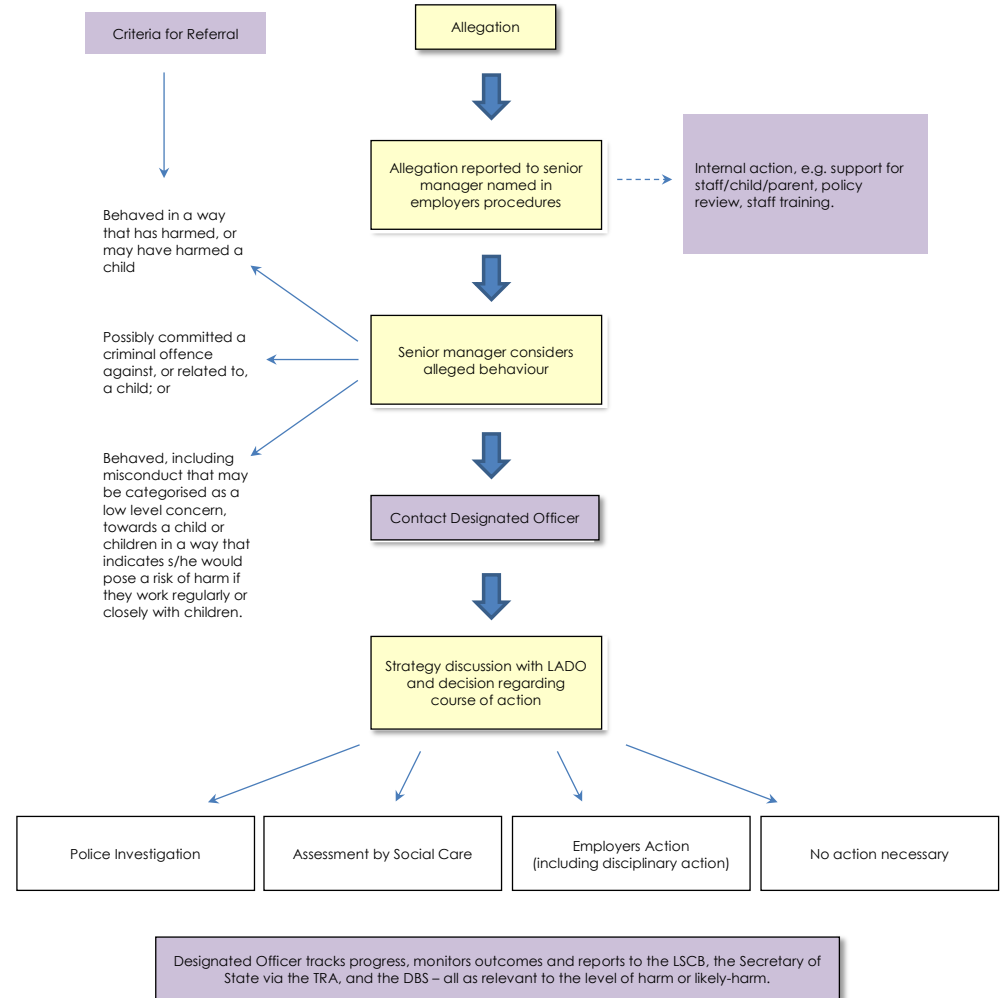 Criteria for Referral
Allegation
Allegation reported to senior
manager named in
employers procedures
Internal action, e.g. support for
staff/child/parent, policy
review, staff training.
Behaved in a way
that has harmed, or
may have harmed a
child
Possibly committed a
criminal offence
against, or related to,
a child; or
Behaved, including
misconduct that may
be categorised as a
low level concern,
towards a child or
children in a way that
indicates s/he would
pose a risk of harm if
they work regularly or
closely with children.
Senior manager considers
alleged behaviour
Contact Designated Officer
Strategy discussion with LADO
and decision regarding
course of action
Police Investigation
Assessment by Social Care
Employers Action
(including disciplinary action)
No action necessary
Designated Officer tracks progress, monitors outcomes and reports to the LSCB, the Secretary of
State via the TRA, and the DBS – all as relevant to the level of harm or likely-harm.